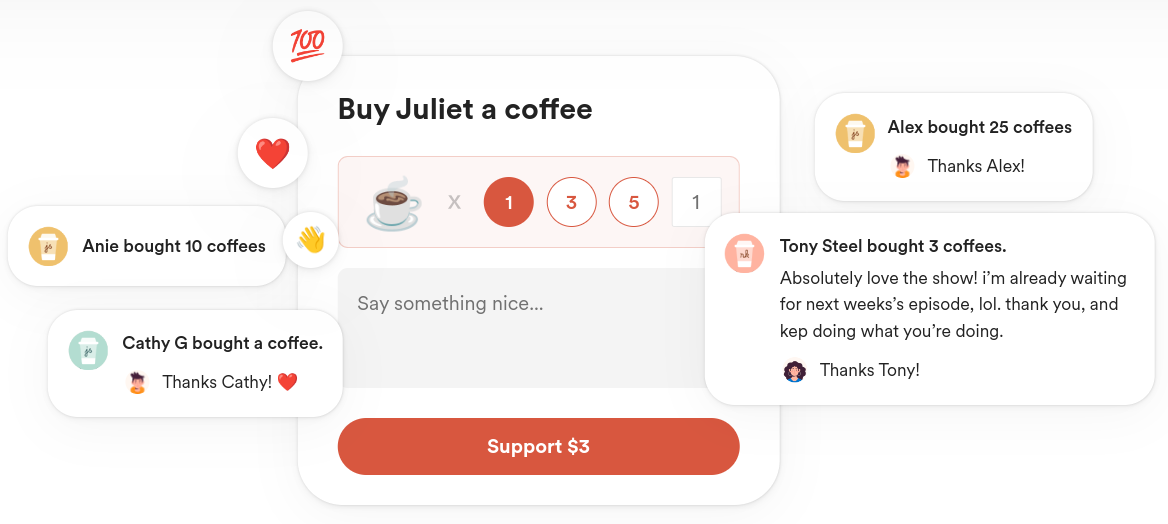 100
Buy Juliet a coffee
X 1 3 5 1
Say something nice...
Support $3
Anie bought 10 coffees
Cathy G bought a coffee.
Thanks Cathy! ❤️
Alex bought 25 coffees
Thanks Alex!
Tony Steel bought 3 coffees.
Absolutely love the show! i’m already waiting
for next weeks’s episode, lol. thank you, and
kep doing what you’re doing.
Thanks Tony!